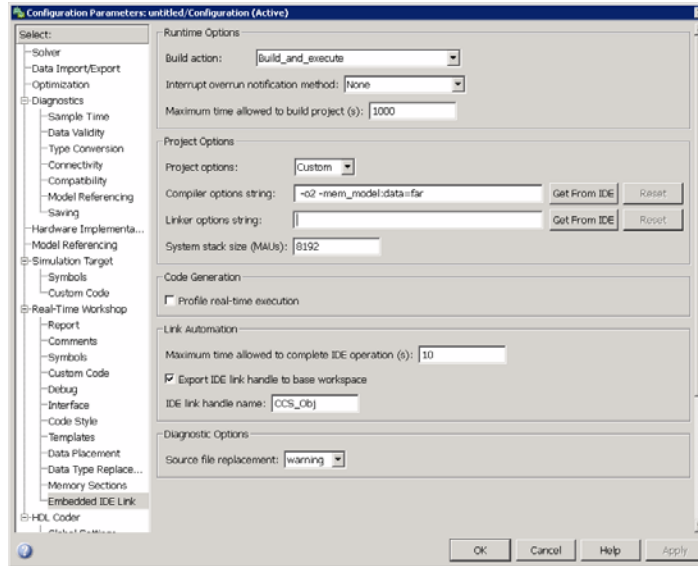 Configuration Parameters: untitled/Configuration (Active)
Select:
Solver
Data Import/Export
Optimization
Diagnostics
Sample Time
Data Validity
Type Conversion
Connectivity
Compatibility
Model Referencing
Saving
Hardware Implementa...
Model Referencing
Simulation Target
Symbols
Custom Code
Real-Time Workshop
Report
Comments
Symbols
Custom Code
Debug
Interface
Code Style
Templates
Data Placement
Data Type Replace...
Memory Sections
Embedded IDE Link
HDL Coder
Global Settings
Runtime Options
Build action: Build_and_execute
Interrupt overrun notification method: None
Maximum time allowed to build project (s): 1000
Project Options
Project options: Custom
Compiler options string: -o2 -mem_model:data=far Get From IDE Reset
Linker options string: Get From IDE Reset
System stack size (MAUs): 8192
Code Generation
Profile real-time execution
Link Automation
Maximum time allowed to complete IDE operation (s): 10
Export IDE link handle to base workspace
IDE link handle name: CCS_Obj
Diagnostic Options
Source file replacement: warning
OK Cancel Help Apply